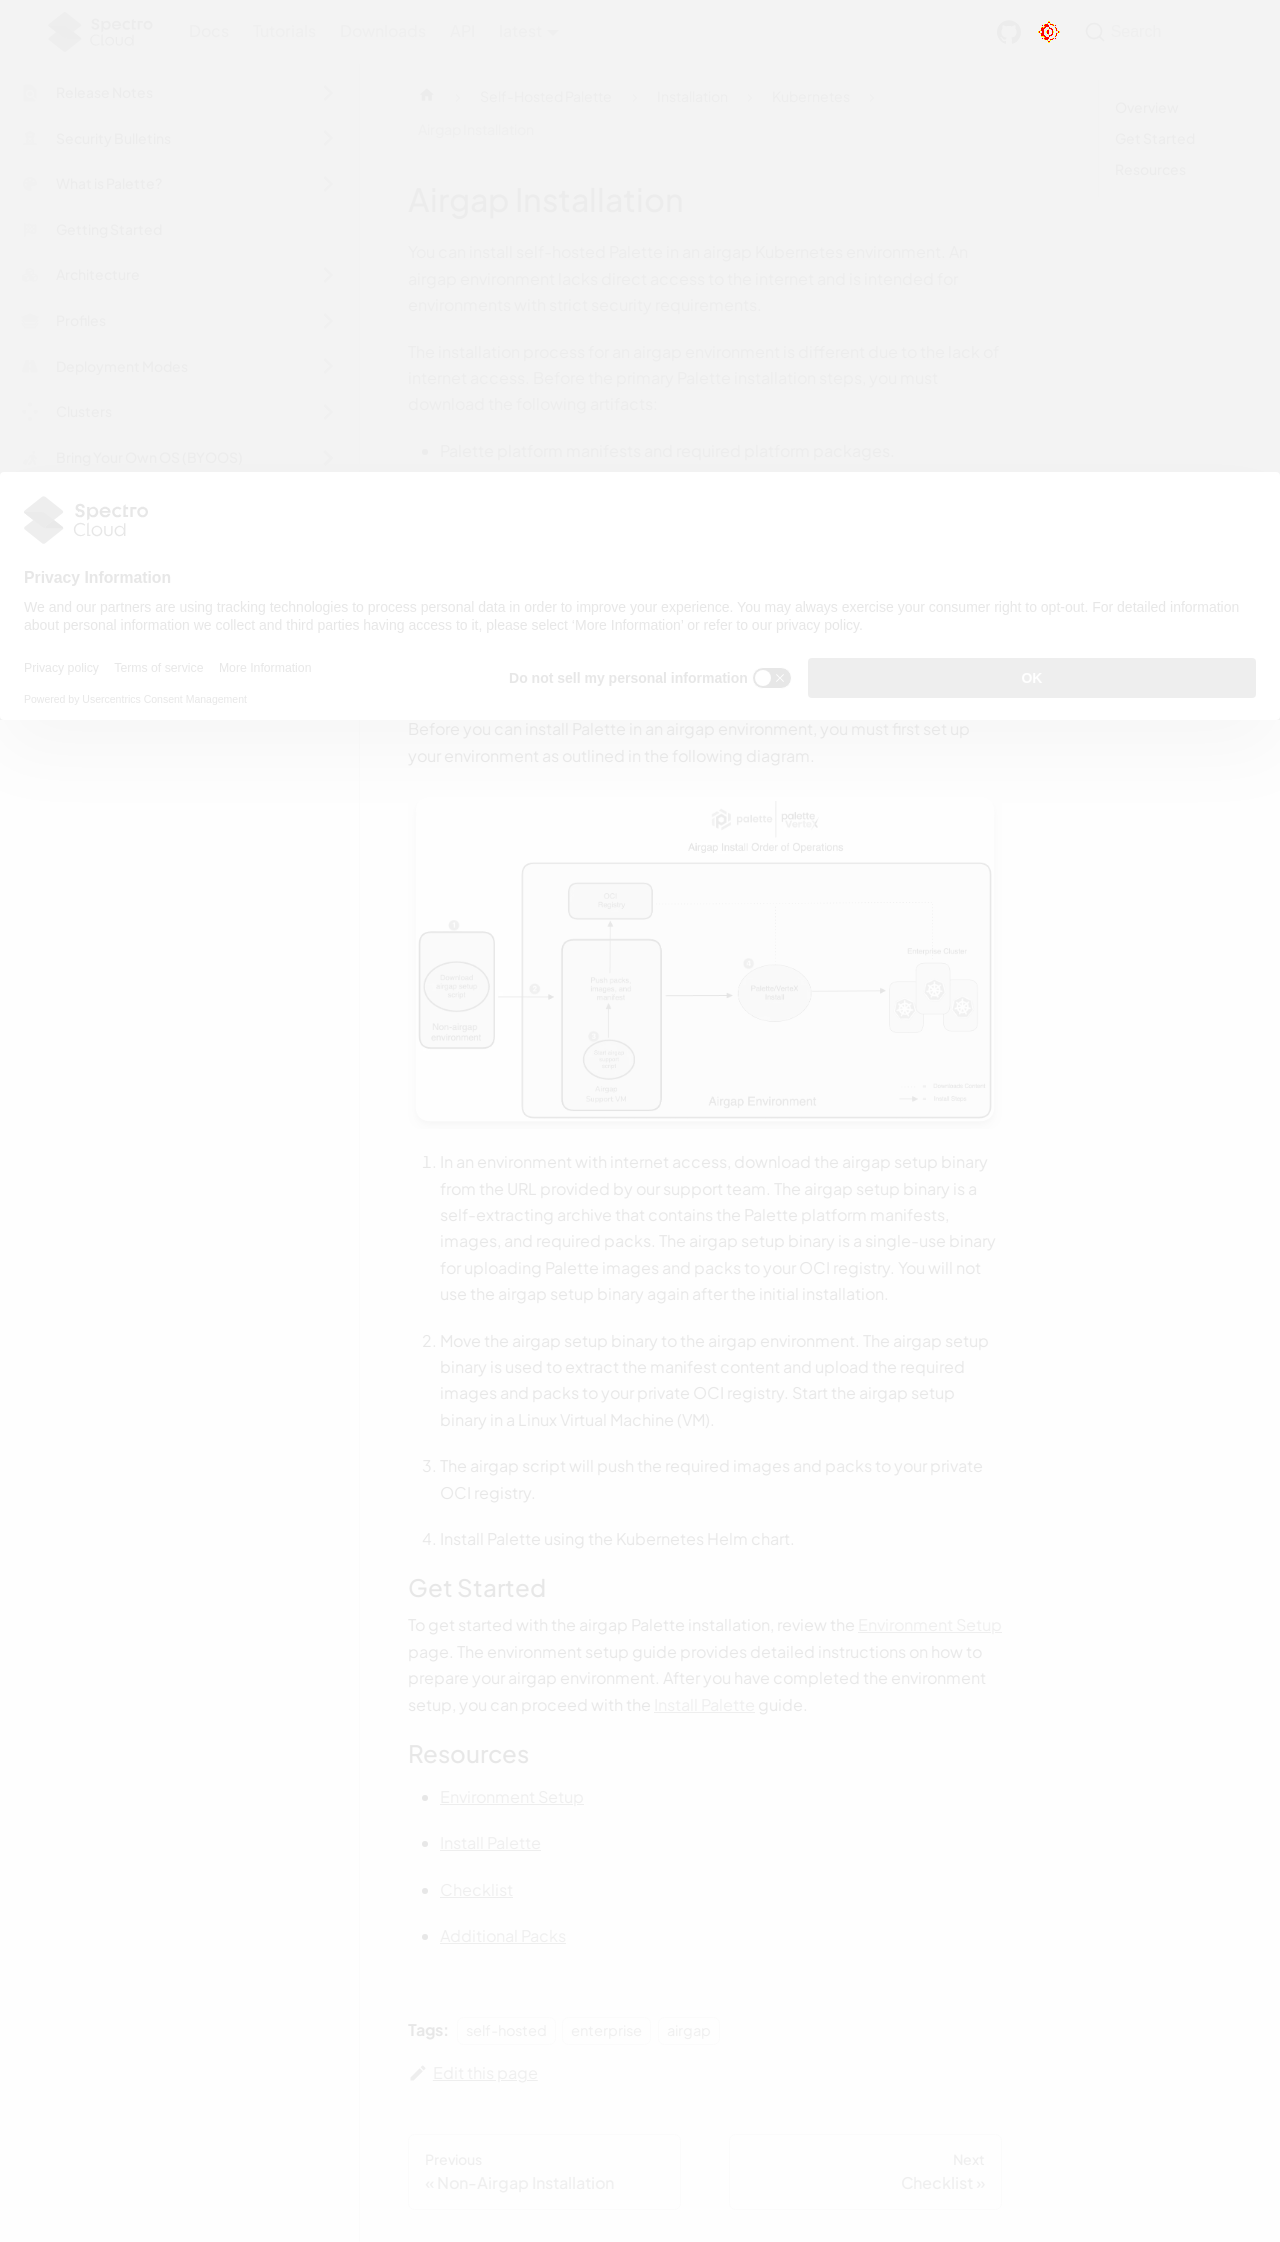 Spectro
Cloud
Docs Tutorials Downloads API latest
Search
Release Notes
Security Bulletins
What is Palette?
Getting Started
Architecture
Profiles
Deployment Modes
Clusters
Bring Your Own OS (BYOOS)
Self-Hosted Palette
Installation
Kubernetes
Airgap Installation
Overview
Get Started
Resources
Airgap Installation
You can install self-hosted Palette in an airgap Kubernetes environment. An
airgap environment lacks direct access to the internet and is intended for
environments with strict security requirements.
The installation process for an airgap environment is different due to the lack of
internet access. Before the primary Palette installation steps, you must
download the following artifacts:
Palette platform manifests and required platform packages.
Spectro
Cloud
Privacy Information
We and our partners are using tracking technologies to process personal data in order to improve your experience. You may always exercise your consumer right to opt-out. For detailed information
about personal information we collect and third parties having access to it, please select ‘More Information’ or refer to our privacy policy.
Privacy policy Terms of service More Information
Powered by Usercentrics Consent Management
Do not sell my personal information
OK
Before you can install Palette in an airgap environment, you must first set up
your environment as outlined in the following diagram.
palette palette
VerteX
Airgap Install Order of Operations
OCI
Registry
1
Download
airgap setup
script
Non-airgap
environment
2
Push packs,
images, and
manifests
3
Airgap
Support VM
Palette/VerteX
Install
Enterprise Cluster
Airgap Environment
Install Steps
1. In an environment with internet access, download the airgap setup binary
from the URL provided by our support team. The airgap setup binary is a
self-extracting archive that contains the Palette platform manifests,
images, and required packs. The airgap setup binary is a single-use binary
for uploading Palette images and packs to your OCI registry. You will not
use the airgap setup binary again after the initial installation.
2. Move the airgap setup binary to the airgap environment. The airgap setup
binary is used to extract the manifest content and upload the required
images and packs to your private OCI registry. Start the airgap setup
binary in a Linux Virtual Machine (VM).
3. The airgap script will push the required images and packs to your private
OCI registry.
4. Install Palette using the Kubernetes Helm chart.
Get Started
To get started with the airgap Palette installation, review the Environment Setup
page. The environment setup guide provides detailed instructions on how to
prepare your airgap environment. After you have completed the environment
setup, you can proceed with the Install Palette guide.
Resources
Environment Setup
Install Palette
Checklist
Additional Packs
Tags: self-hosted enterprise airgap
Edit this page
Previous
« Non-Airgap Installation
Next
Checklist »